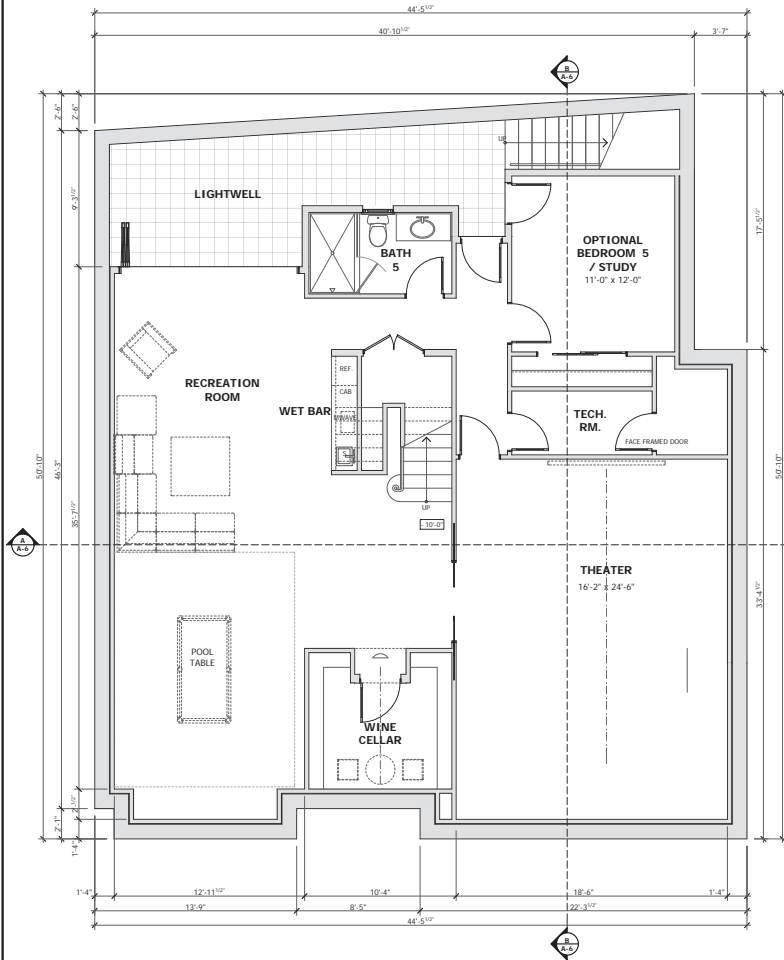 44'-5 1/2"
40'-10 1/2"
3'-7"
B
A-6
2'-6"
2'-6"
UP
LIGHTWELL
9'-3 1/2"
17'-5 1/2"
BATH
5
OPTIONAL
BEDROOM 5
/ STUDY
11'-0" x 12'-0"
RECREATION
ROOM
REF.
CAB
WET BAR
TECH.
RM.
FACE FRAMED DOOR
50'-10"
46'-3"
35'-7 1/2"
50'-10"
UP
- 10'-0"
A
A-6
THEATER
16'-2" x 24'-6"
33'-4 1/2"
POOL
TABLE
WINE
CELLAR
2'-1"
1'-4"
1'-4"
12'-11 1/2"
10'-4"
18'-6"
1'-4"
13'-9"
8'-5"
22'-3 1/2"
44'-5 1/2"
B
A-6